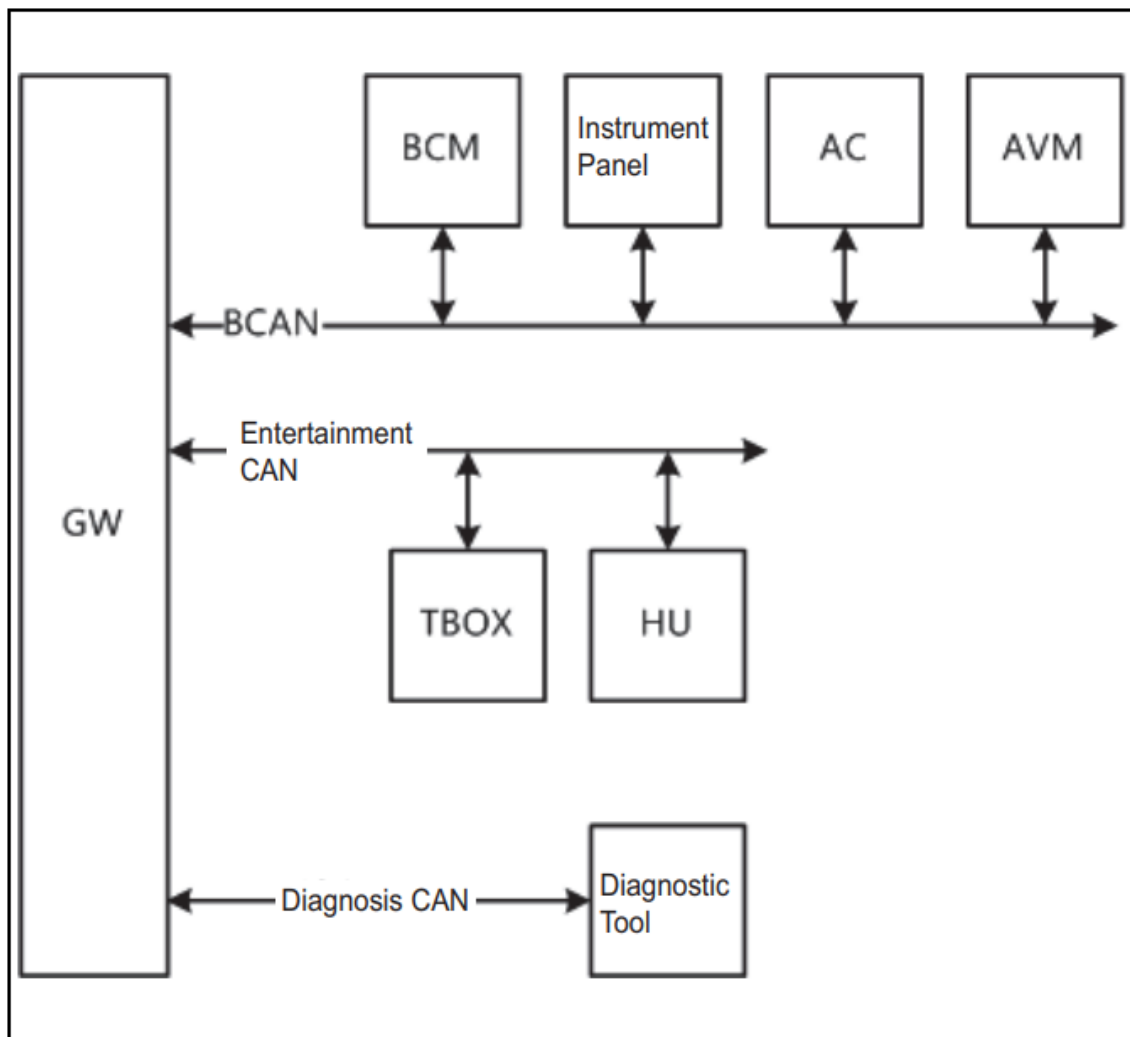 BCM
Instrument
Panel
AC
AVM
BCAN
Entertainment
CAN
GW
TBOX
HU
Diagnosis CAN
Diagnostic
Tool